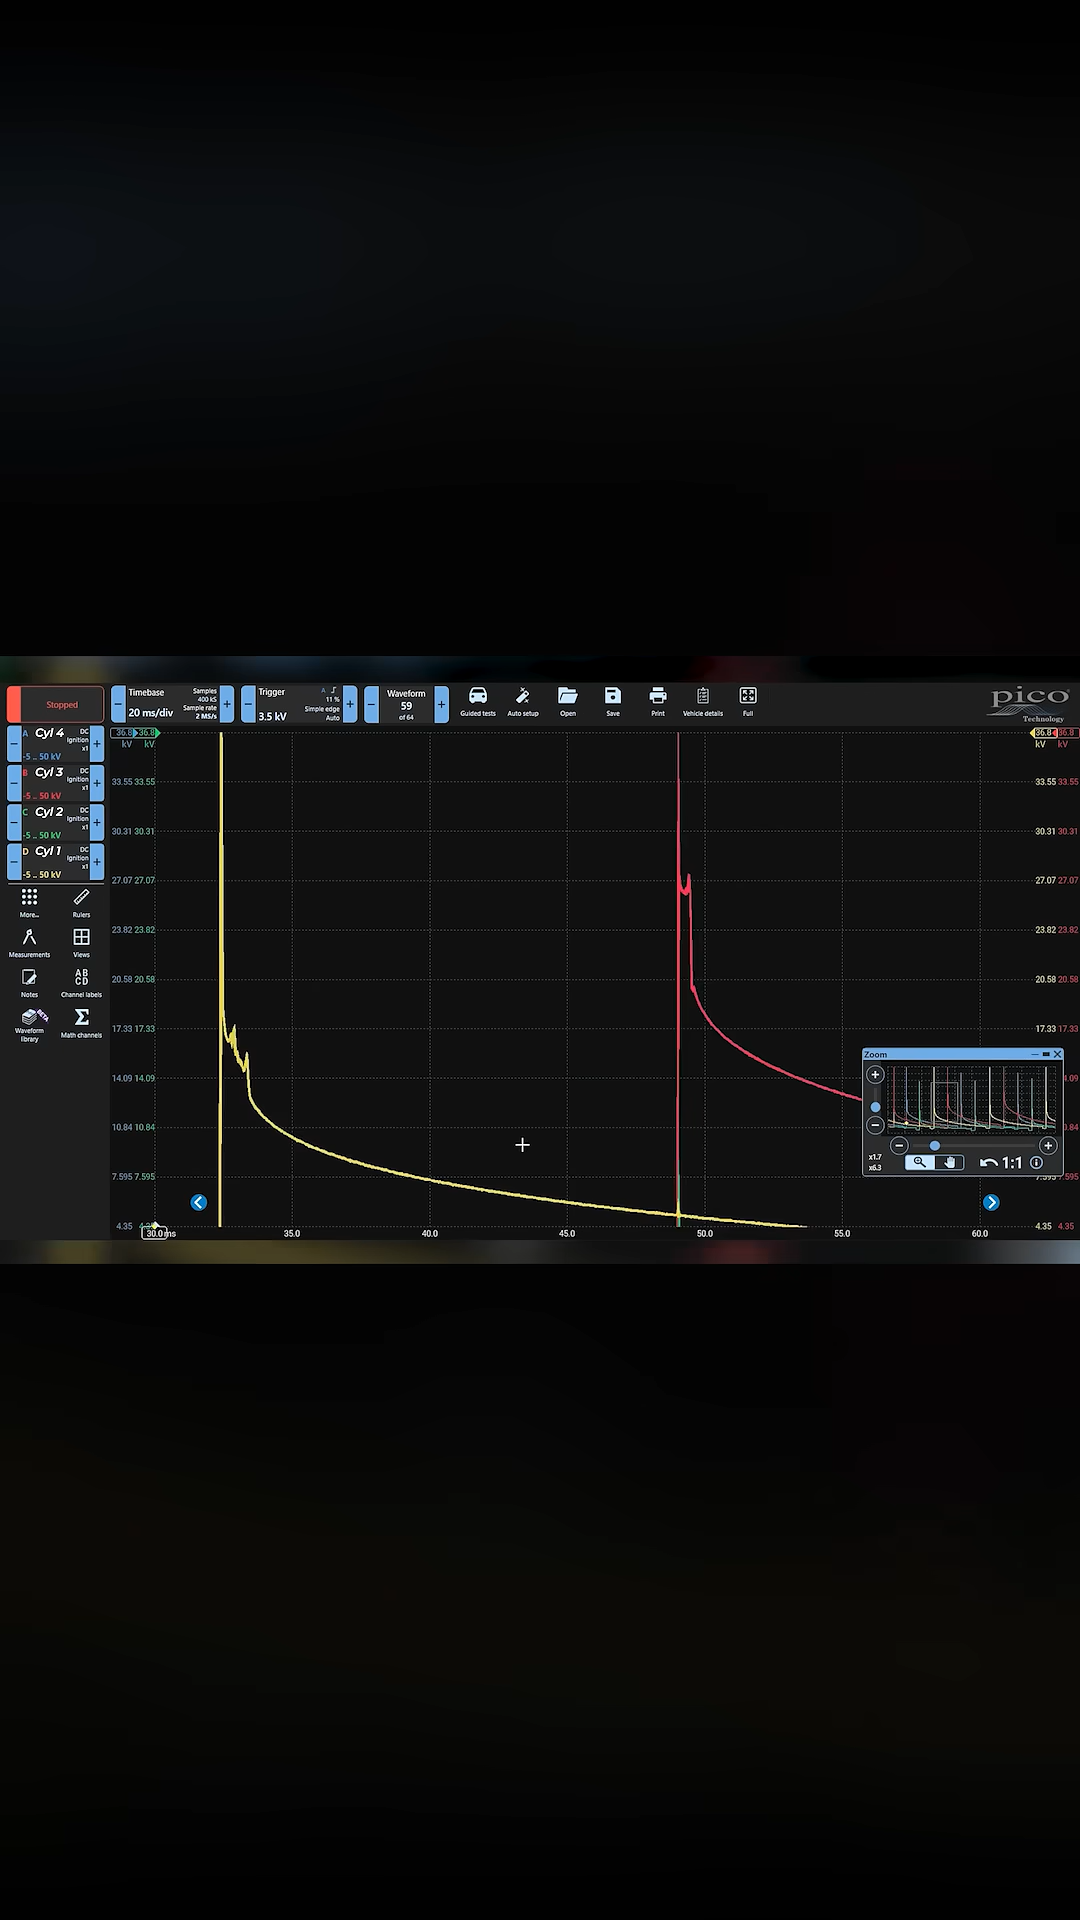 Stopped
Timebase
20 ms/div
Samples
400 kS
Sample rate
2 MS/s
Trigger
3.5 kV
A
11 %
Simple edge
Auto
Waveform
59
of 64
Guided tests
Auto setup
Open
Save
Print
Vehicle details
Full
pico
Technology
A Cyl 4 DC
Ignition
x1
-5 .. 50 kV
B Cyl 3 DC
Ignition
x1
-5 .. 50 kV
C Cyl 2 DC
Ignition
x1
-5 .. 50 kV
D Cyl 1 DC
Ignition
x1
-5 .. 50 kV
More...
Rulers
Measurements
Views
Notes
A B
C D
Channel labels
BETA
Waveform
library
Math channels
36.8 36.8 36.8 36.8
kV kV kV kV
33.55 33.55 33.55 33.55
30.31 30.31 30.31 30.31
27.07 27.07 27.07 27.07
23.82 23.82 23.82 23.82
20.58 20.58 20.58 20.58
17.33 17.33 17.33 17.33
14.09 14.09
10.84 10.84
7.595 7.595
4.35 4.35 4.35
30.0 ms 35.0 40.0 45.0 50.0 55.0 60.0
Zoom
x1.7
x6.3
1:1